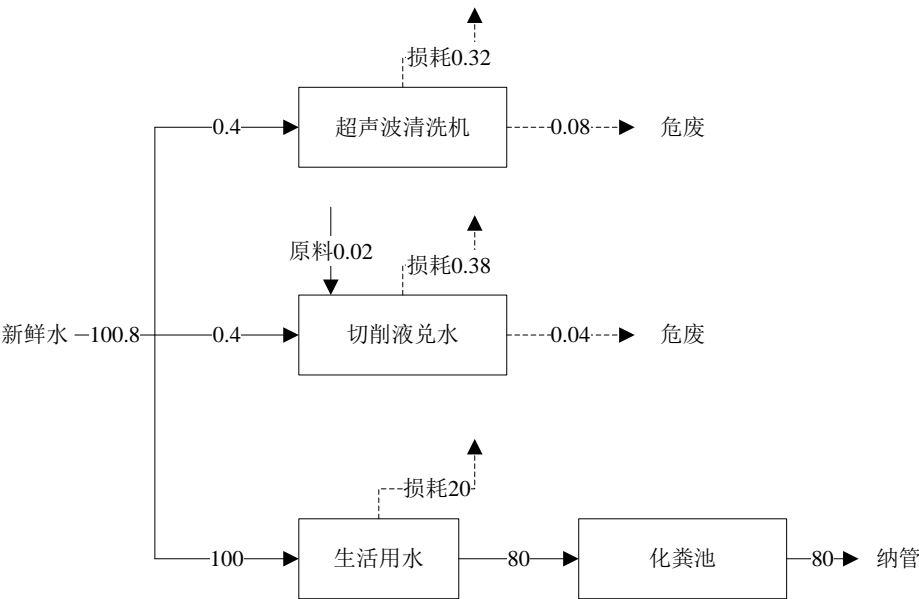 损耗0.32
0.4
超声波清洗机
0.08
危废
原料0.02
损耗0.38
新鲜水
100.8
0.4
切削液兑水
0.04
危废
损耗20
100
生活用水
80
化粪池
80
纳管